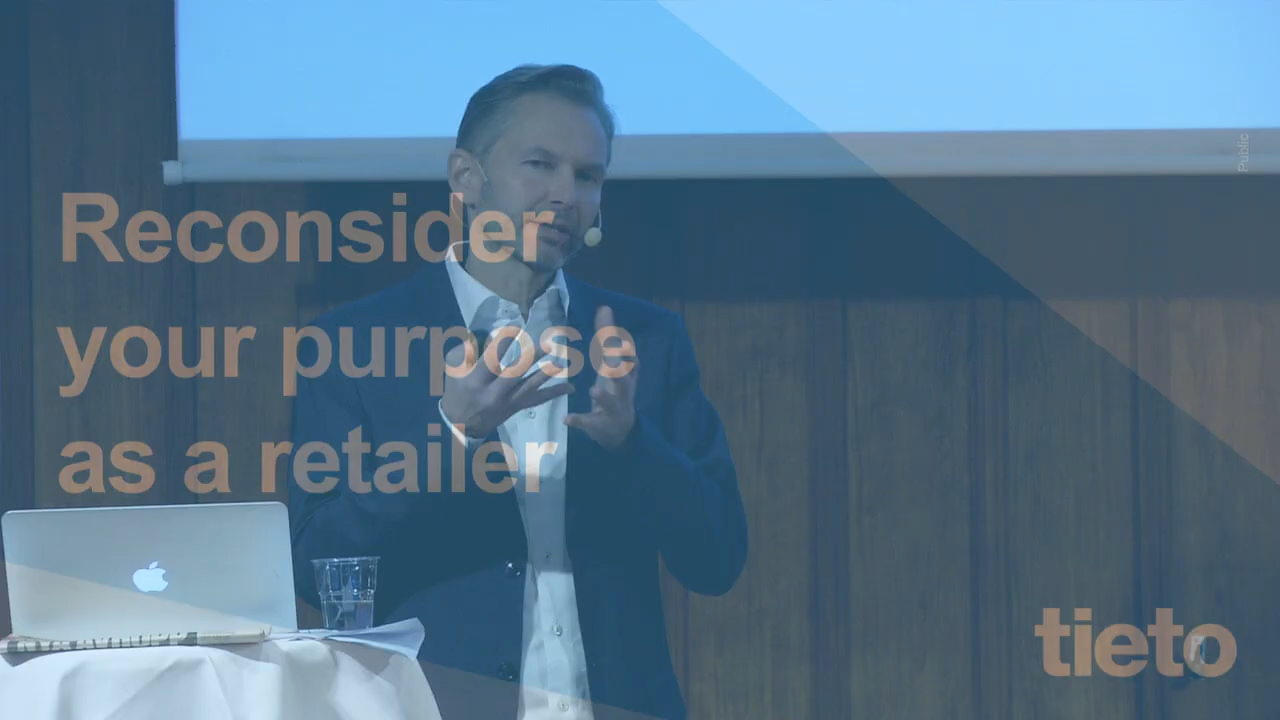 Public
Reconsider
your purpose
as a retailer
tieto